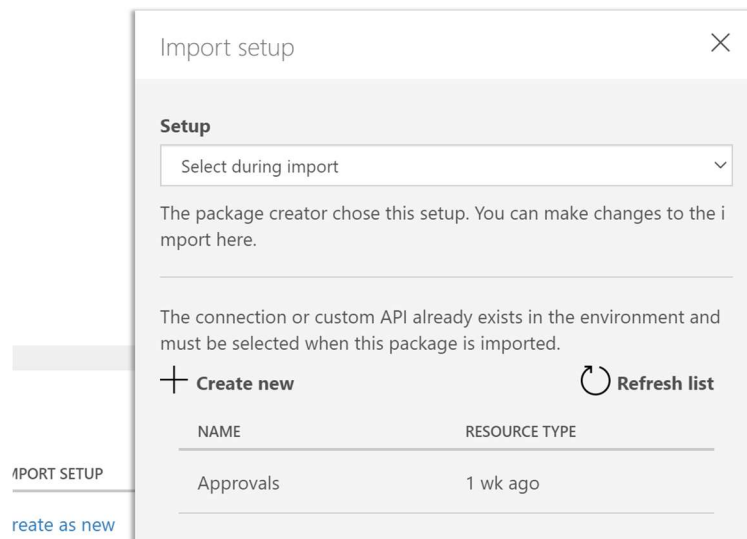 Import setup
Setup
Select during import
The package creator chose this setup. You can make changes to the i
mport here.
The connection or custom API already exists in the environment and
must be selected when this package is imported.
Create new Refresh list
NAME RESOURCE TYPE
MPORT SETUP
Approvals 1 wk ago
reate as new